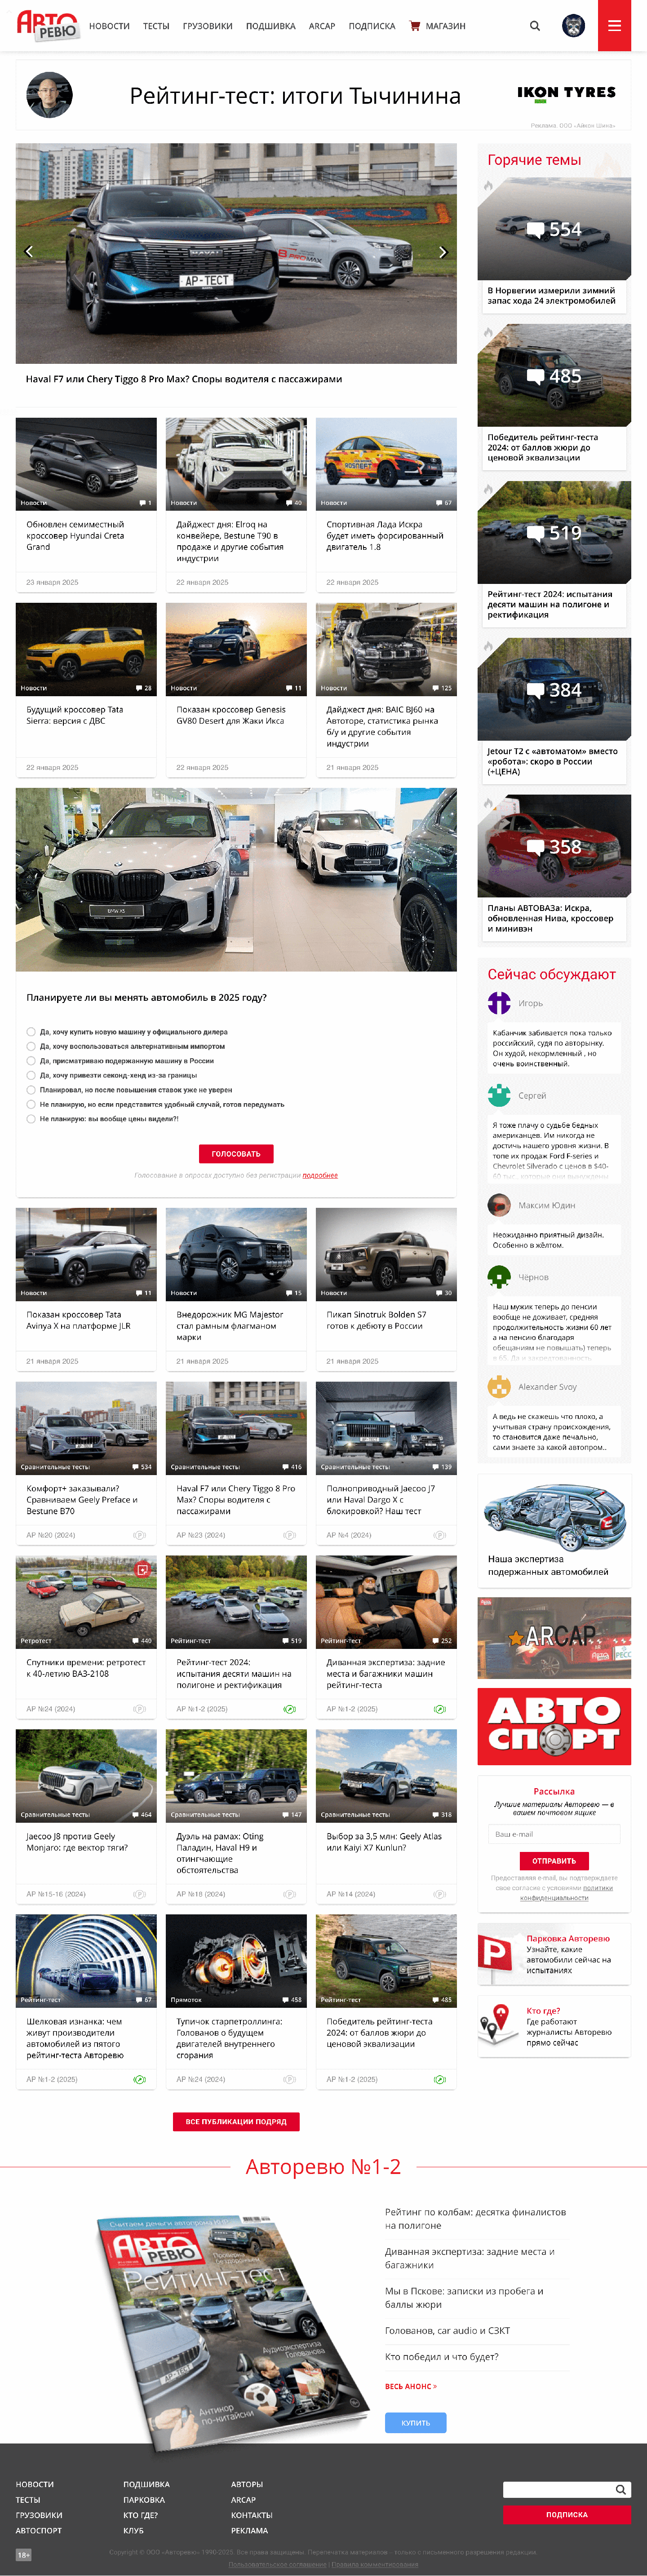 АВТО
РЕВЮ
НОВОСТИ ТЕСТЫ ГРУЗОВИКИ ПОДШИВКА ARCAP ПОДПИСКА МАГАЗИН
Рейтинг-тест: итоги Тычинина
IKON TYRES
Реклама. ООО «Айкон Шина»
АР-ТЕСТ
Haval F7 или Chery Tiggo 8 Pro Max? Споры водителя с пассажирами
Новости 1
Обновлен семиместный
кроссовер Hyundai Creta
Grand
23 января 2025
Новости 40
Дайджест дня: Elroq на
конвейере, Bestune T90 в
продаже и другие события
индустрии
22 января 2025
Новости 67
Спортивная Лада Искра
будет иметь форсированный
двигатель 1.8
22 января 2025
Новости 28
Будущий кроссовер Tata
Sierra: версия с ДВС
22 января 2025
Новости 11
Показан кроссовер Genesis
GV80 Desert для Жаки Икса
22 января 2025
Новости 125
Дайджест дня: BAIC BJ60 на
Автоторе, статистика рынка
б/у и другие события
индустрии
21 января 2025
Планируете ли вы менять автомобиль в 2025 году?
Да, хочу купить новую машину у официального дилера
Да, хочу воспользоваться альтернативным импортом
Да, присматриваю подержанную машину в России
Да, хочу привезти секонд-хенд из-за границы
Планировал, но после повышения ставок уже не уверен
Не планирую, но если представится удобный случай, готов передумать
Не планирую: вы вообще цены видели?!
ГОЛОСОВАТЬ
Голосование в опросах доступно без регистрации подробнее
Новости 11
Показан кроссовер Tata
Avinya X на платформе JLR
21 января 2025
Новости 15
Внедорожник MG Majestor
стал рамным флагманом
марки
21 января 2025
Новости 30
Пикап Sinotruk Bolden S7
готов к дебюту в России
21 января 2025
Сравнительные тесты 534
Комфорт+ заказывали?
Сравниваем Geely Preface и
Bestune B70
АР №20 (2024)
Сравнительные тесты 416
Haval F7 или Chery Tiggo 8 Pro
Max? Споры водителя с
пассажирами
АР №23 (2024)
Сравнительные тесты 139
Полноприводный Jaecoo J7
или Haval Dargo X с
блокировкой? Наш тест
АР №4 (2024)
Ретротест 440
Спутники времени: ретротест
к 40-летию ВАЗ-2108
АР №24 (2024)
Рейтинг-тест 519
Рейтинг-тест 2024:
испытания десяти машин на
полигоне и ректификация
АР №1-2 (2025)
Рейтинг-тест 252
Диванная экспертиза: задние
места и багажники машин
рейтинг-теста
АР №1-2 (2025)
Сравнительные тесты 464
Jaecoo J8 против Geely
Monjaro: где вектор тяги?
АР №15-16 (2024)
Сравнительные тесты 147
Дуэль на рамах: Oting
Паладин, Haval H9 и
отингчающие
обстоятельства
АР №18 (2024)
Сравнительные тесты 318
Выбор за 3,5 млн: Geely Atlas
или Kaiyi X7 Kunlun?
АР №14 (2024)
Рейтинг-тест 67
Шелковая изнанка: чем
живут производители
автомобилей из пятого
рейтинг-теста Авторевю
АР №1-2 (2025)
Прямоток 458
Тупичок старпетроллинга:
Голованов о будущем
двигателей внутреннего
сгорания
АР №24 (2024)
Рейтинг-тест 485
Победитель рейтинг-теста
2024: от баллов жюри до
ценовой эквализации
АР №1-2 (2025)
ВСЕ ПУБЛИКАЦИИ ПОДРЯД
Горячие темы
554
В Норвегии измерили зимний
запас хода 24 электромобилей
485
Победитель рейтинг-теста
2024: от баллов жюри до
ценовой эквализации
519
Рейтинг-тест 2024: испытания
десяти машин на полигоне и
ректификация
384
Jetour T2 с «автоматом» вместо
«робота»: скоро в России
(+ЦЕНА)
358
Планы АВТОВАЗа: Искра,
обновленная Нива, кроссовер
и минивэн
Сейчас обсуждают
Игорь
Кабанчик забивается пока только
российский, судя по авторынку.
Он худой, некормленный , но
очень воинственный.
Сергей
Я тоже плачу о судьбе бедных
американцев. Им никогда не
достичь нашего уровня жизни. В
топе их продаж Ford F-series и
Chevrolet Silverado с ценов в $40-
Максим Юдин
Неожиданно приятный дизайн.
Особенно в жёлтом.
Чёрнов
Наш мужик теперь до пенсии
вообще не доживает, средняя
продолжительность жизни 60 лет
а на пенсию благодаря
обещаниям не повышать) теперь
Alexander Svoy
А ведь не скажешь что плохо, а
учитывая страну происхождения,
то становится даже печально,
сами знаете за какой автопром..
Наша экспертиза
подержанных автомобилей
ARCAP
АВТО
СПОРТ
Рассылка
Лучшие материалы Авторевю — в
вашем почтовом ящике
Ваш e-mail
ОТПРАВИТЬ
Предоставляя e-mail, вы подтверждаете
свое согласие с условиями политики
конфиденциальности
Парковка Авторевю
Узнайте, какие
автомобили сейчас на
испытаниях
Кто где?
Где работают
журналисты Авторевю
прямо сейчас
Авторевю №1-2
АВТО
РЕВЮ
Рейтинг-тест
Аудиоэкспертиза
Голованова
АР-ТЕСТ
Антикор
по-китайски
Рейтинг по колбам: десятка финалистов
на полигоне
Диванная экспертиза: задние места и
багажники
Мы в Пскове: записки из пробега и
баллы жюри
Голованов, car audio и СЗКТ
Кто победил и что будет?
ВЕСЬ АНОНС >
КУПИТЬ
НОВОСТИ ПОДШИВКА АВТОРЫ
ТЕСТЫ ПАРКОВКА ARCAP
ГРУЗОВИКИ КТО ГДЕ? КОНТАКТЫ
АВТОСПОРТ КЛУБ РЕКЛАМА
ПОДПИСКА
18+
Copyright © ООО «Авторевю» 1990-2025. Все права защищены. Перепечатка материалов - только с письменного разрешения редакции.
Пользовательское соглашение | Правила комментирования